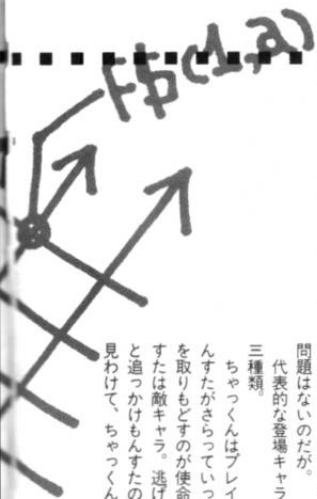 Fþ(1,a)
問題はないのだが。
代表的な登場キャラ
三種類。
ちゃっくんはプレイ
んすたがさらっていっ
を取りもどすのが使命
すたは敵キャラ。逃げ
と追っかけもんすたの
見わけて、ちゃっくん